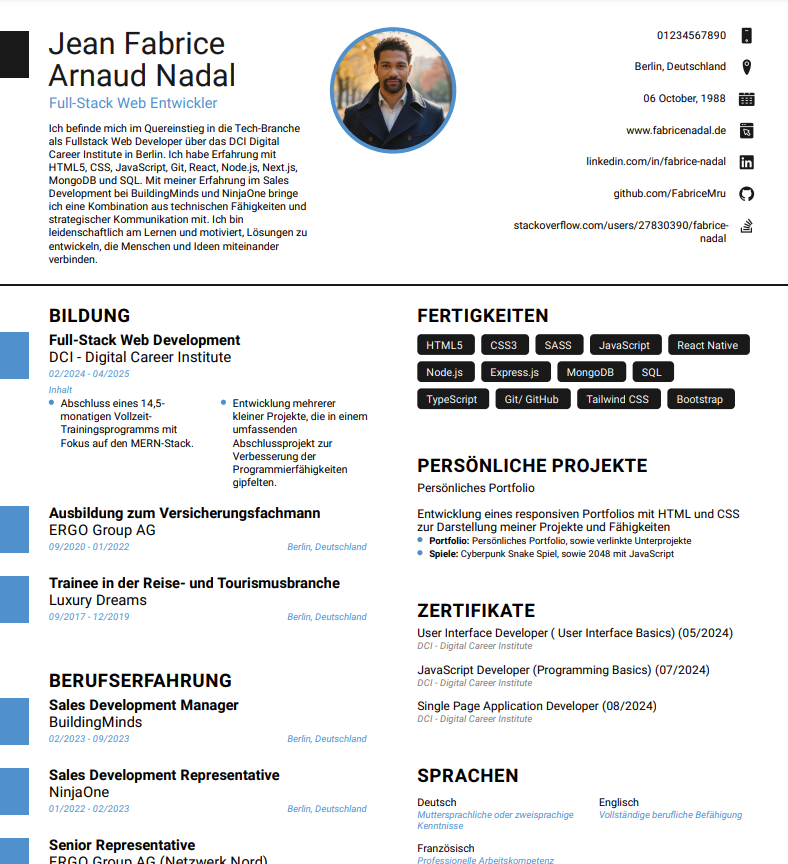 Jean Fabrice
Arnaud Nadal
Full-Stack Web Entwickler
Ich befinde mich im Quereinstieg in die Tech-Branche
als Fullstack Web Developer über das DCI Digital
Career Institute in Berlin. Ich habe Erfahrung mit
HTML5, CSS, JavaScript, Git, React, Node.js, Next.js,
MongoDB und SQL. Mit meiner Erfahrung im Sales
Development bei BuildingMinds und NinjaOne bringe
ich eine Kombination aus technischen Fähigkeiten und
strategischer Kommunikation mit. Ich bin
leidenschaftlich am Lernen und motiviert, Lösungen zu
entwickeln, die Menschen und Ideen miteinander
verbinden.
01234567890
Berlin, Deutschland
06 October, 1988
www.fabricenadal.de
linkedin.com/in/fabrice-nadal
github.com/FabriceMru
stackoverflow.com/users/27830390/fabrice-
nadal
BILDUNG
Full-Stack Web Development
DCI - Digital Career Institute
02/2024 - 04/2025
Inhalt
Abschluss eines 14,5-
monatigen Vollzeit-
Trainingsprogramms mit
Fokus auf den MERN-Stack.
Entwicklung mehrerer
kleiner Projekte, die in einem
umfassenden
Abschlussprojekt zur
Verbesserung der
Programmierfähigkeiten
gipfelten.
Ausbildung zum Versicherungsfachmann
ERGO Group AG
09/2020 - 01/2022 Berlin, Deutschland
Trainee in der Reise- und Tourismusbranche
Luxury Dreams
09/2017 - 12/2019 Berlin, Deutschland
BERUFSERFAHRUNG
Sales Development Manager
BuildingMinds
02/2023 - 09/2023 Berlin, Deutschland
Sales Development Representative
NinjaOne
01/2022 - 02/2023 Berlin, Deutschland
Senior Representative
ERGO Group AG (Netzwerk Nord)
FERTIGKEITEN
HTML5 CSS3 SASS JavaScript React Native
Node.js Express.js MongoDB SQL
TypeScript Git/ GitHub Tailwind CSS Bootstrap
PERSÖNLICHE PROJEKTE
Persönliches Portfolio
Entwicklung eines responsiven Portfolios mit HTML und CSS
zur Darstellung meiner Projekte und Fähigkeiten
Portfolio: Persönliches Portfolio, sowie verlinkte Unterprojekte
Spiele: Cyberpunk Snake Spiel, sowie 2048 mit JavaScript
ZERTIFIKATE
User Interface Developer ( User Interface Basics) (05/2024)
DCI - Digital Career Institute
JavaScript Developer (Programming Basics) (07/2024)
DCI - Digital Career Institute
Single Page Application Developer (08/2024)
DCI - Digital Career Institute
SPRACHEN
Deutsch
Muttersprachliche oder zweisprachige
Kenntnisse
Englisch
Vollständige berufliche Befähigung
Französisch
Professionelle Arbeitskompetenz